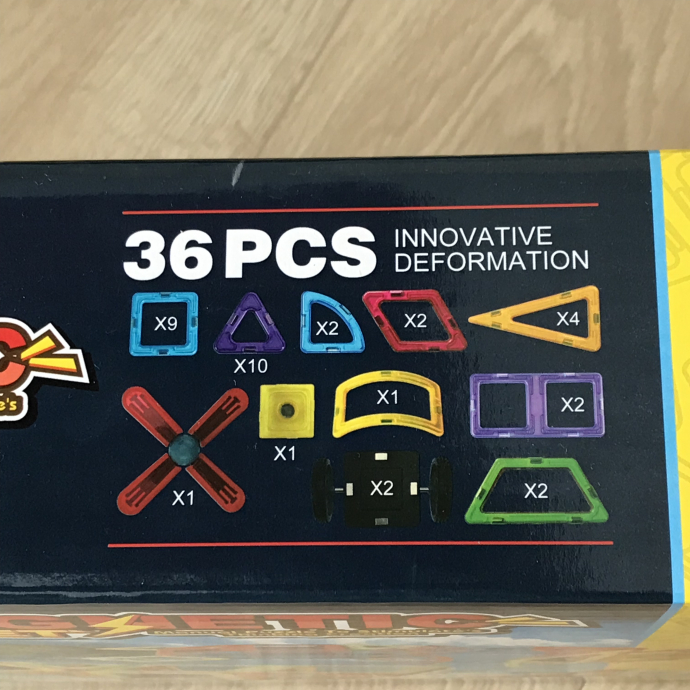 36 PCS
INNOVATIVE
DEFORMATION
X9
X10
X2
X2
X4
X1
X1
X1
X2
X2
X2
e's